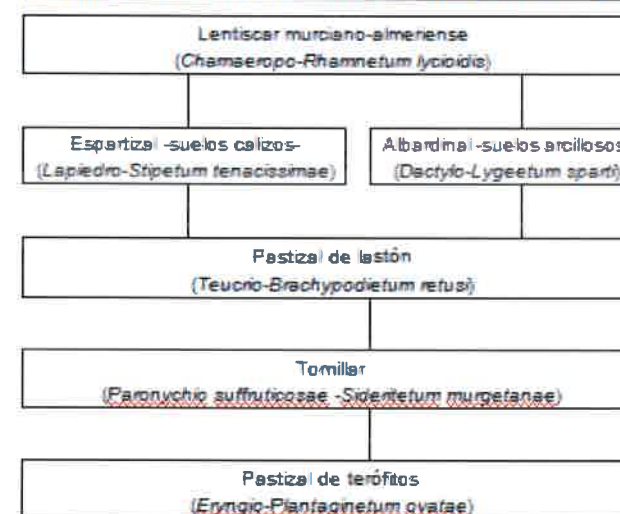 Lentiscar murciano-almeriense
(Chamaeropo-Rhamnetum lycioidis)
Espartizal -suelos calizos-
(Lapiedro-Stipetum tenacissimae)
Albardinal -suelos arcillosos
(Dactylo-Lygeetum sparti)
Pastizal de lastón
(Teucrio-Brachypodietum retusi)
Tomillar
(Paronychio suffruticosae -Sideritetum murgetanae)
Pastizal de terófitos
(Eryngio-Plantaginetum ovatae)